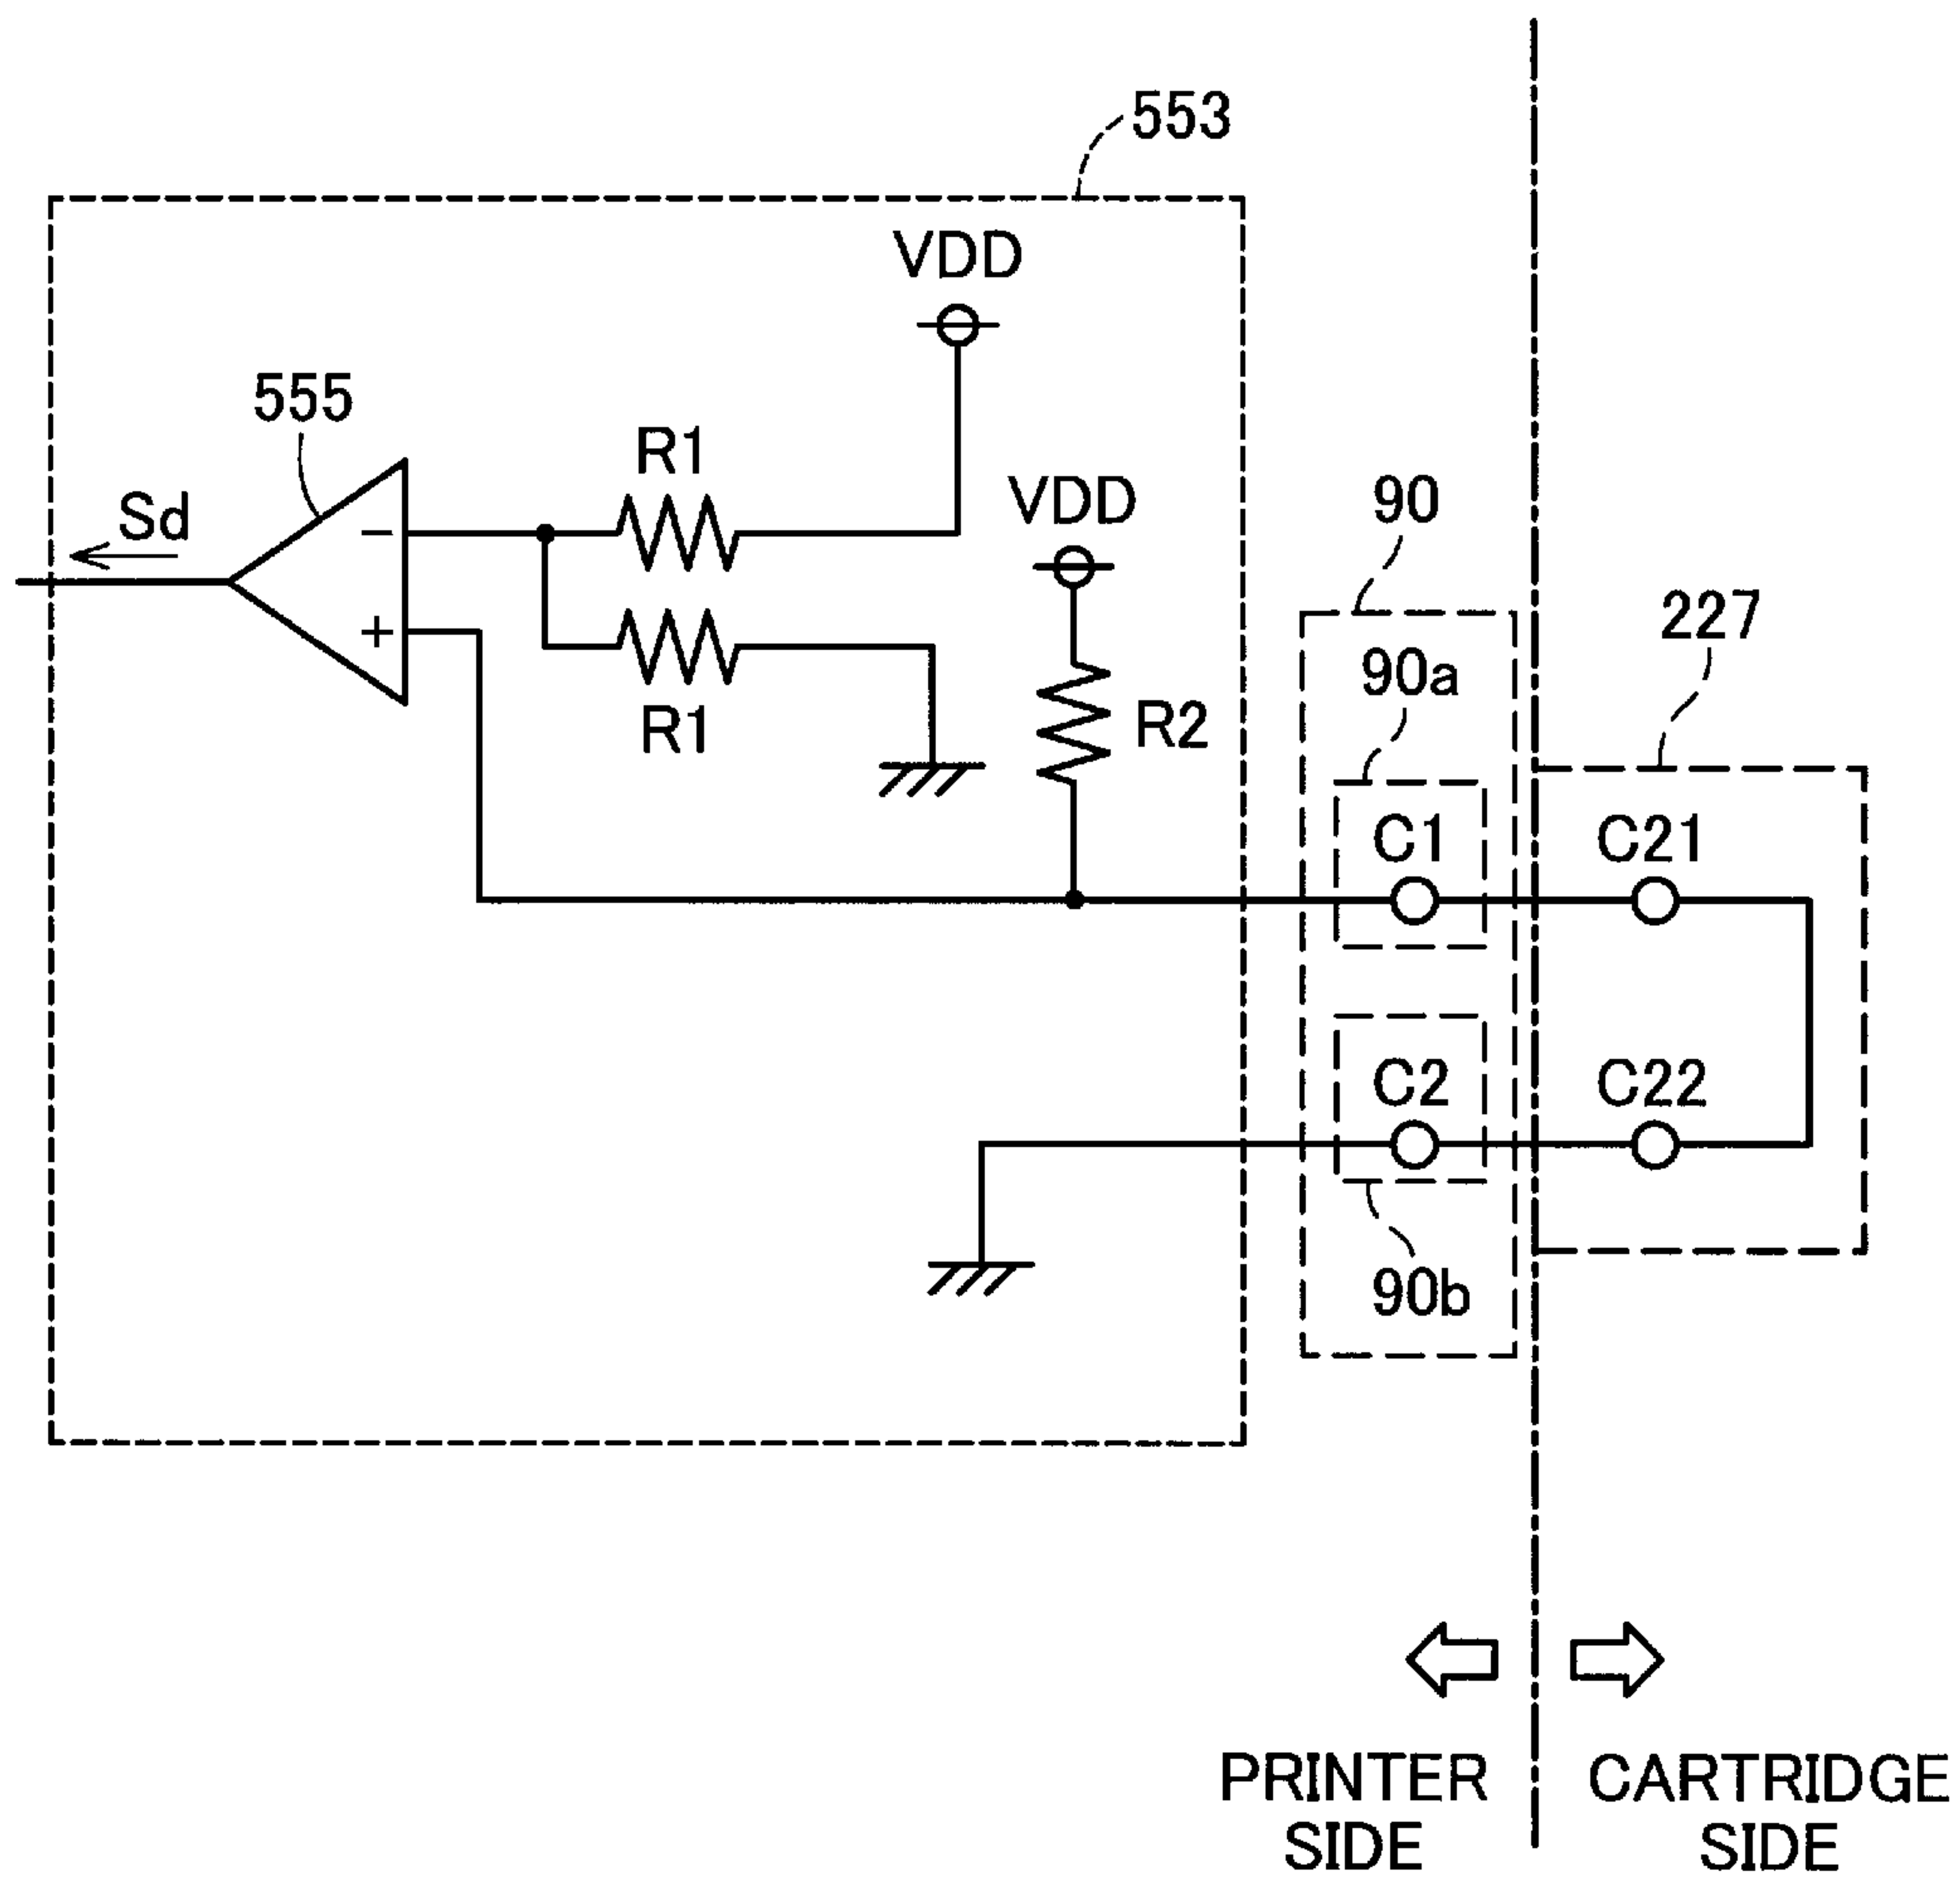 553
VDD
555
R1
Sd
VDD
90
−
227
+
90a
R1
R2
C1
C21
C2
C22
90b
PRINTER
SIDE
CARTRIDGE
SIDE